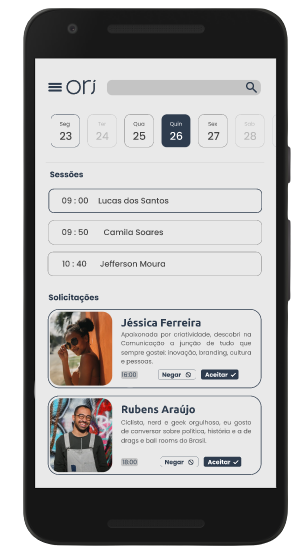 orí
Seg Ter Qua Quin Sex Sáb
23 24 25 26 27 28
Sessões
09 : 00 Lucas dos Santos
09 : 50 Camila Soares
10 : 40 Jefferson Moura
Solicitações
Jéssica Ferreira
Apaixonada por criatividade, descobri na
Comunicação a junção de tudo que
sempre gostei: inovação, branding, cultura
e pessoas.
16:00 Negar Aceitar
Rubens Araújo
Ciclista, nerd e geek orgulhoso, eu gosto
de conversar sobre política, história e a de
drags e ball rooms do Brasil.
18:00 Negar Aceitar